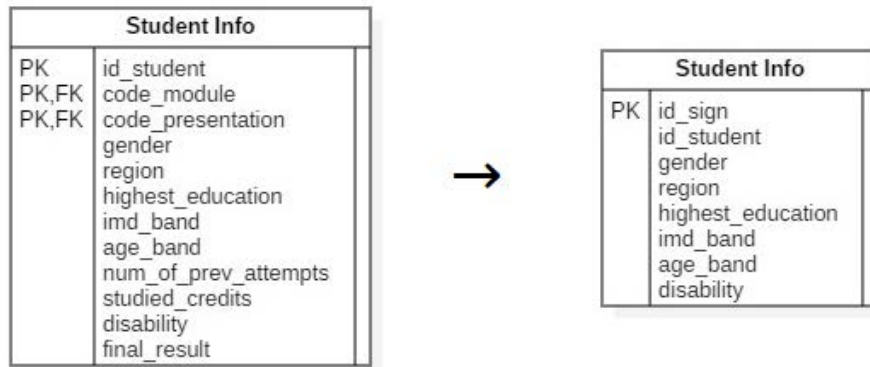 Student Info
PK id_student
PK,FK code_module
PK,FK code_presentation
gender
region
highest_education
imd_band
age_band
num_of_prev_attempts
studied_credits
disability
final_result
→
Student Info
PK id_sign
id_student
gender
region
highest_education
imd_band
age_band
disability